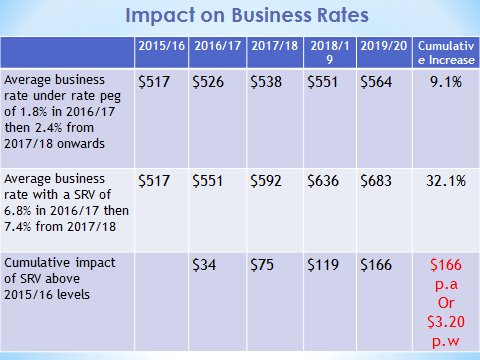 Impact on Business Rates
2015/16 2016/17 2017/18 2018/1 2019/20 Cumulativ
9 e Increase
Average business $517 $526 $538 $551 $564 9.1%
rate under rate peg
of 1.8% in 2016/17
then 2.4% from
2017/18 onwards
Average business $517 $551 $592 $636 $683 32.1%
rate with a SRV of
6.8% in 2016/17 then
7.4% from 2017/18
Cumulative impact $34 $75 $119 $166 $166
of SRV above p.a
2015/16 levels Or
$3.20
p.w